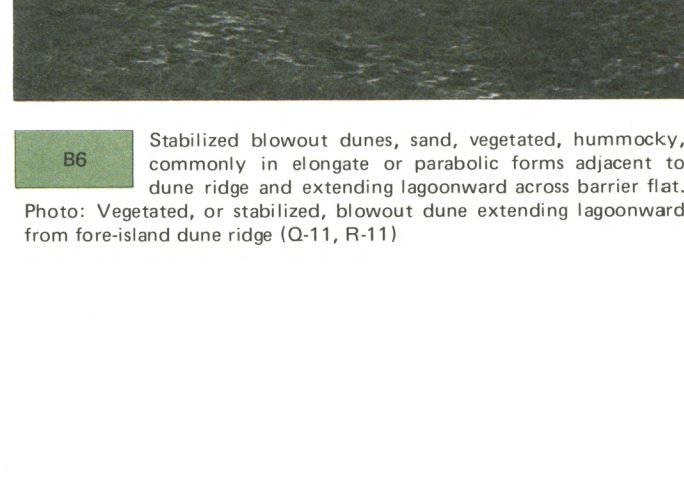 B6
Stabilized blowout dunes, sand, vegetated, hummocky,
commonly in elongate or parabolic forms adjacent to
dune ridge and extending lagoonward across barrier flat.
Photo: Vegetated, or stabilized, blowout dune extending lagoonward
from fore-island dune ridge (Q-11, R-11)